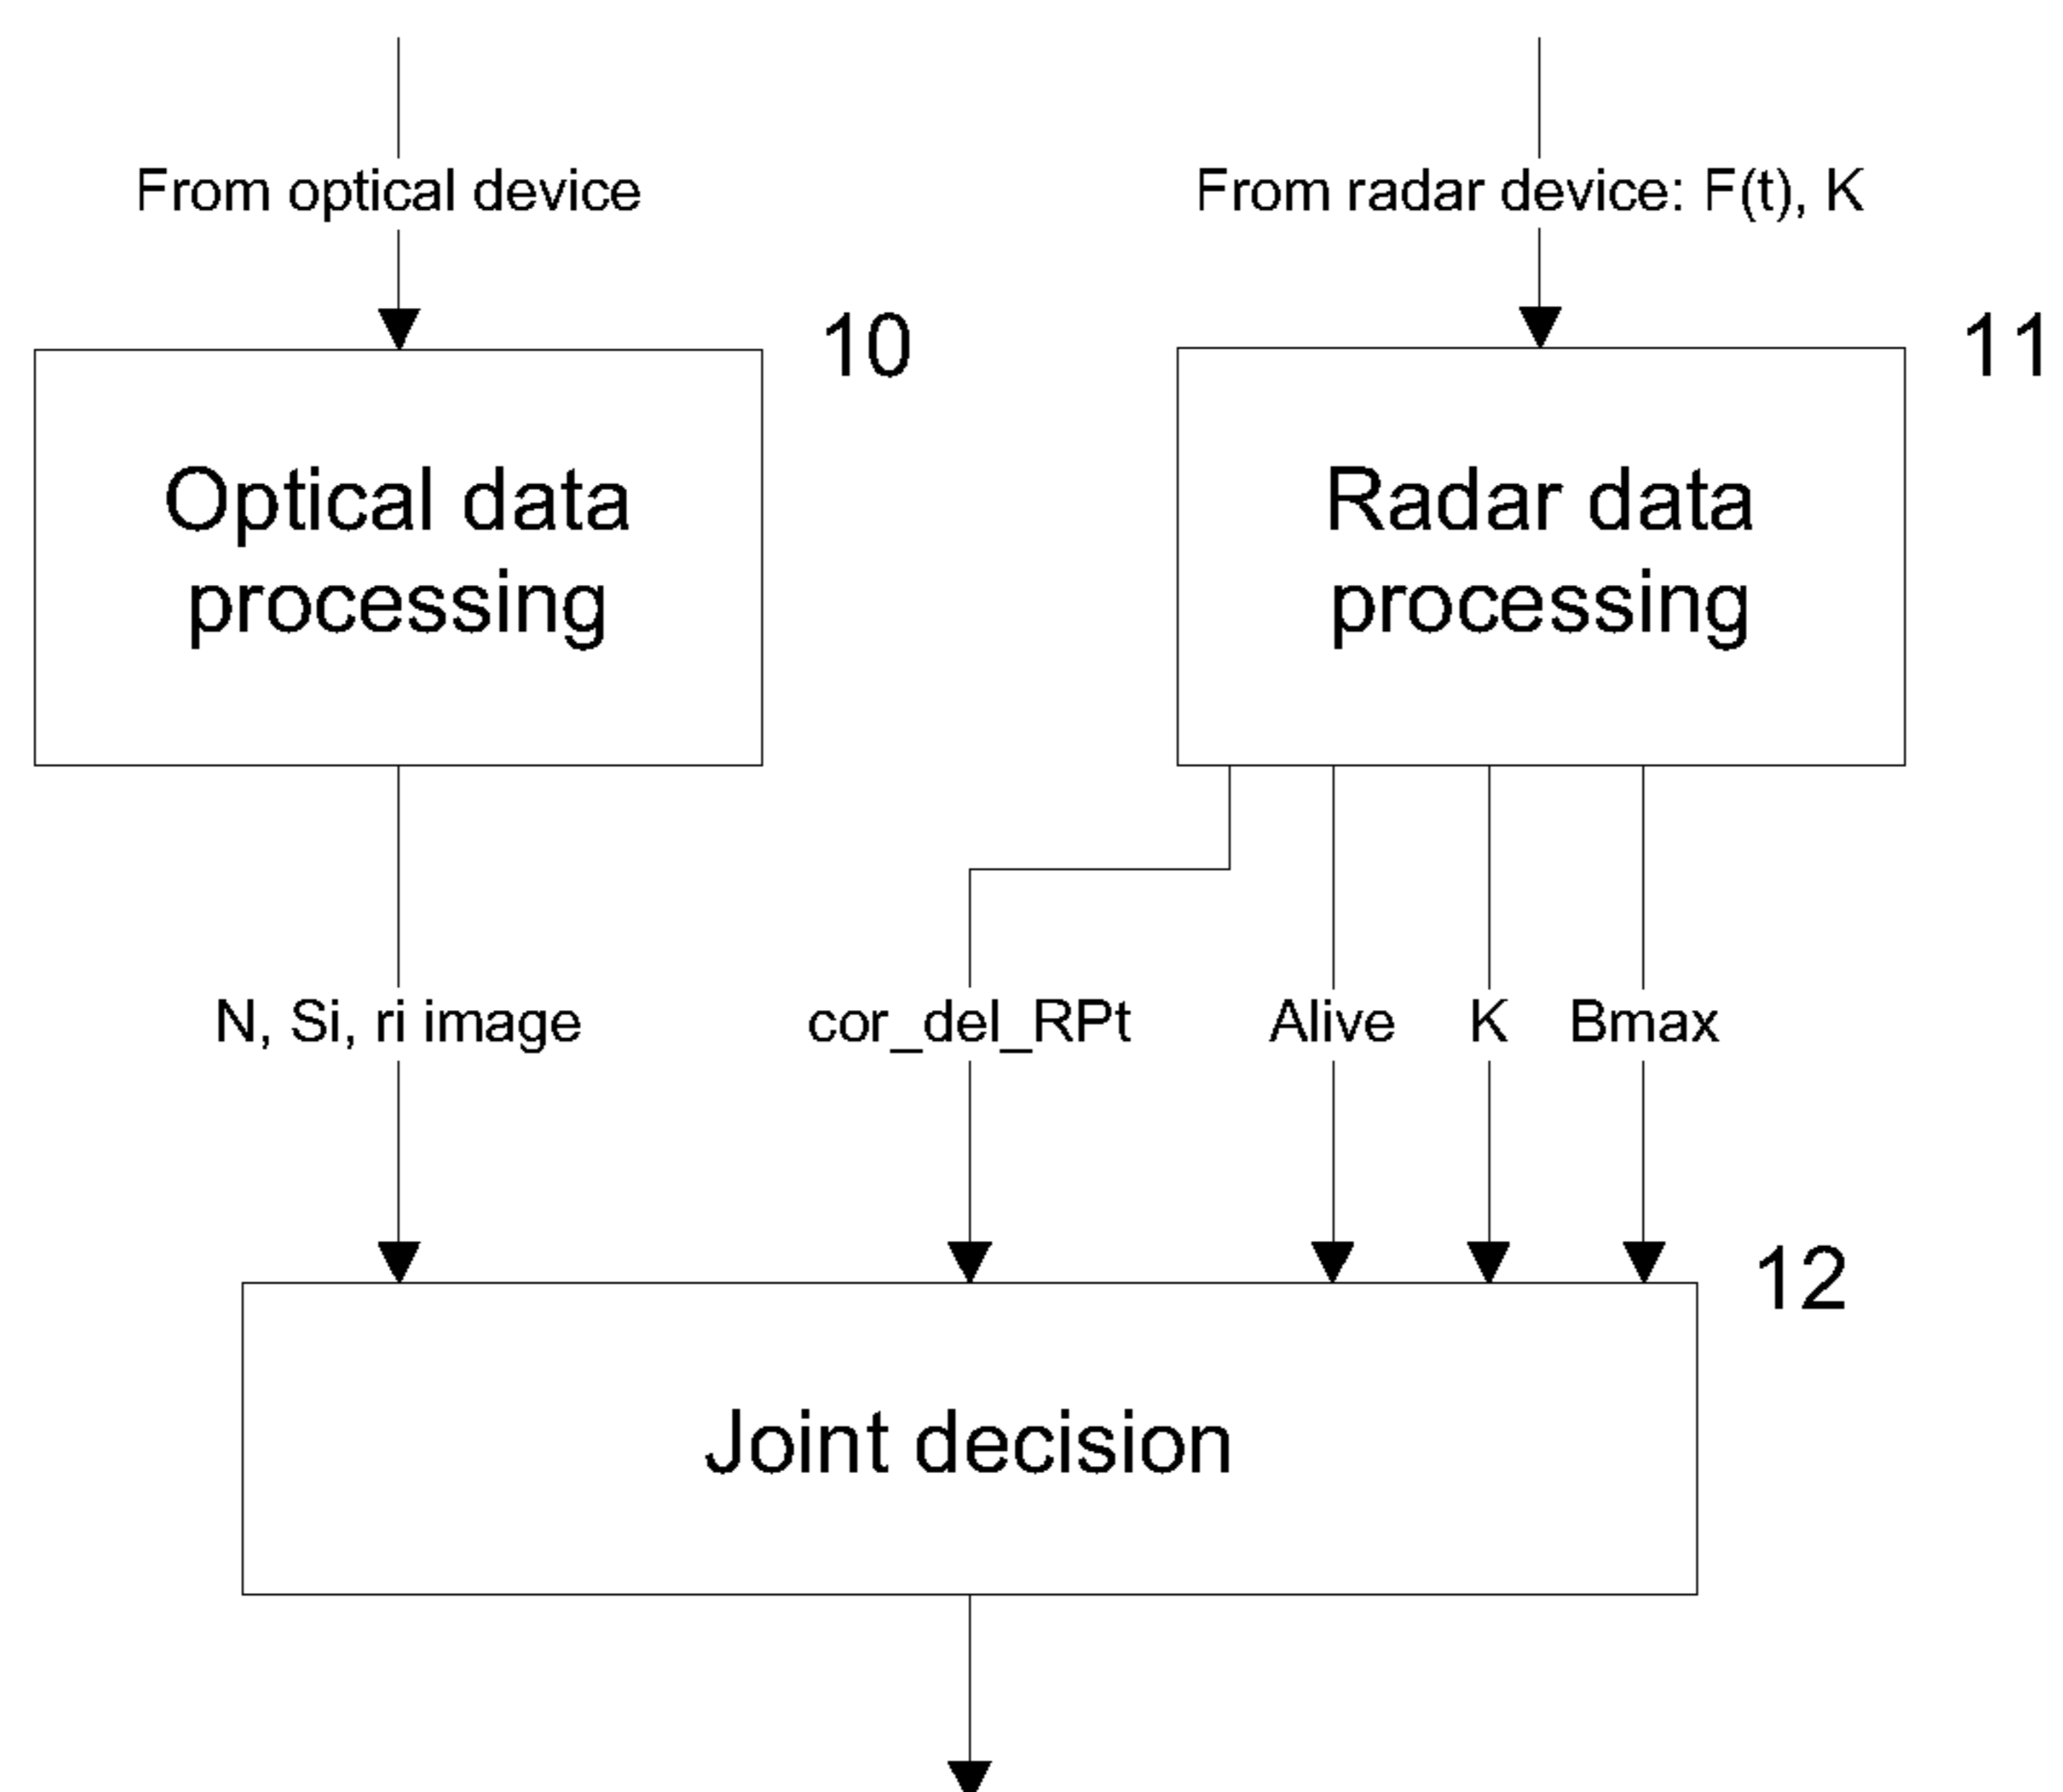 From optical device
From radar device: F(t), K
10
11
Optical data
processing
Radar data
processing
N, Si, ri image
cor_del_RPt
Alive
K
Bmax
12
Joint decision